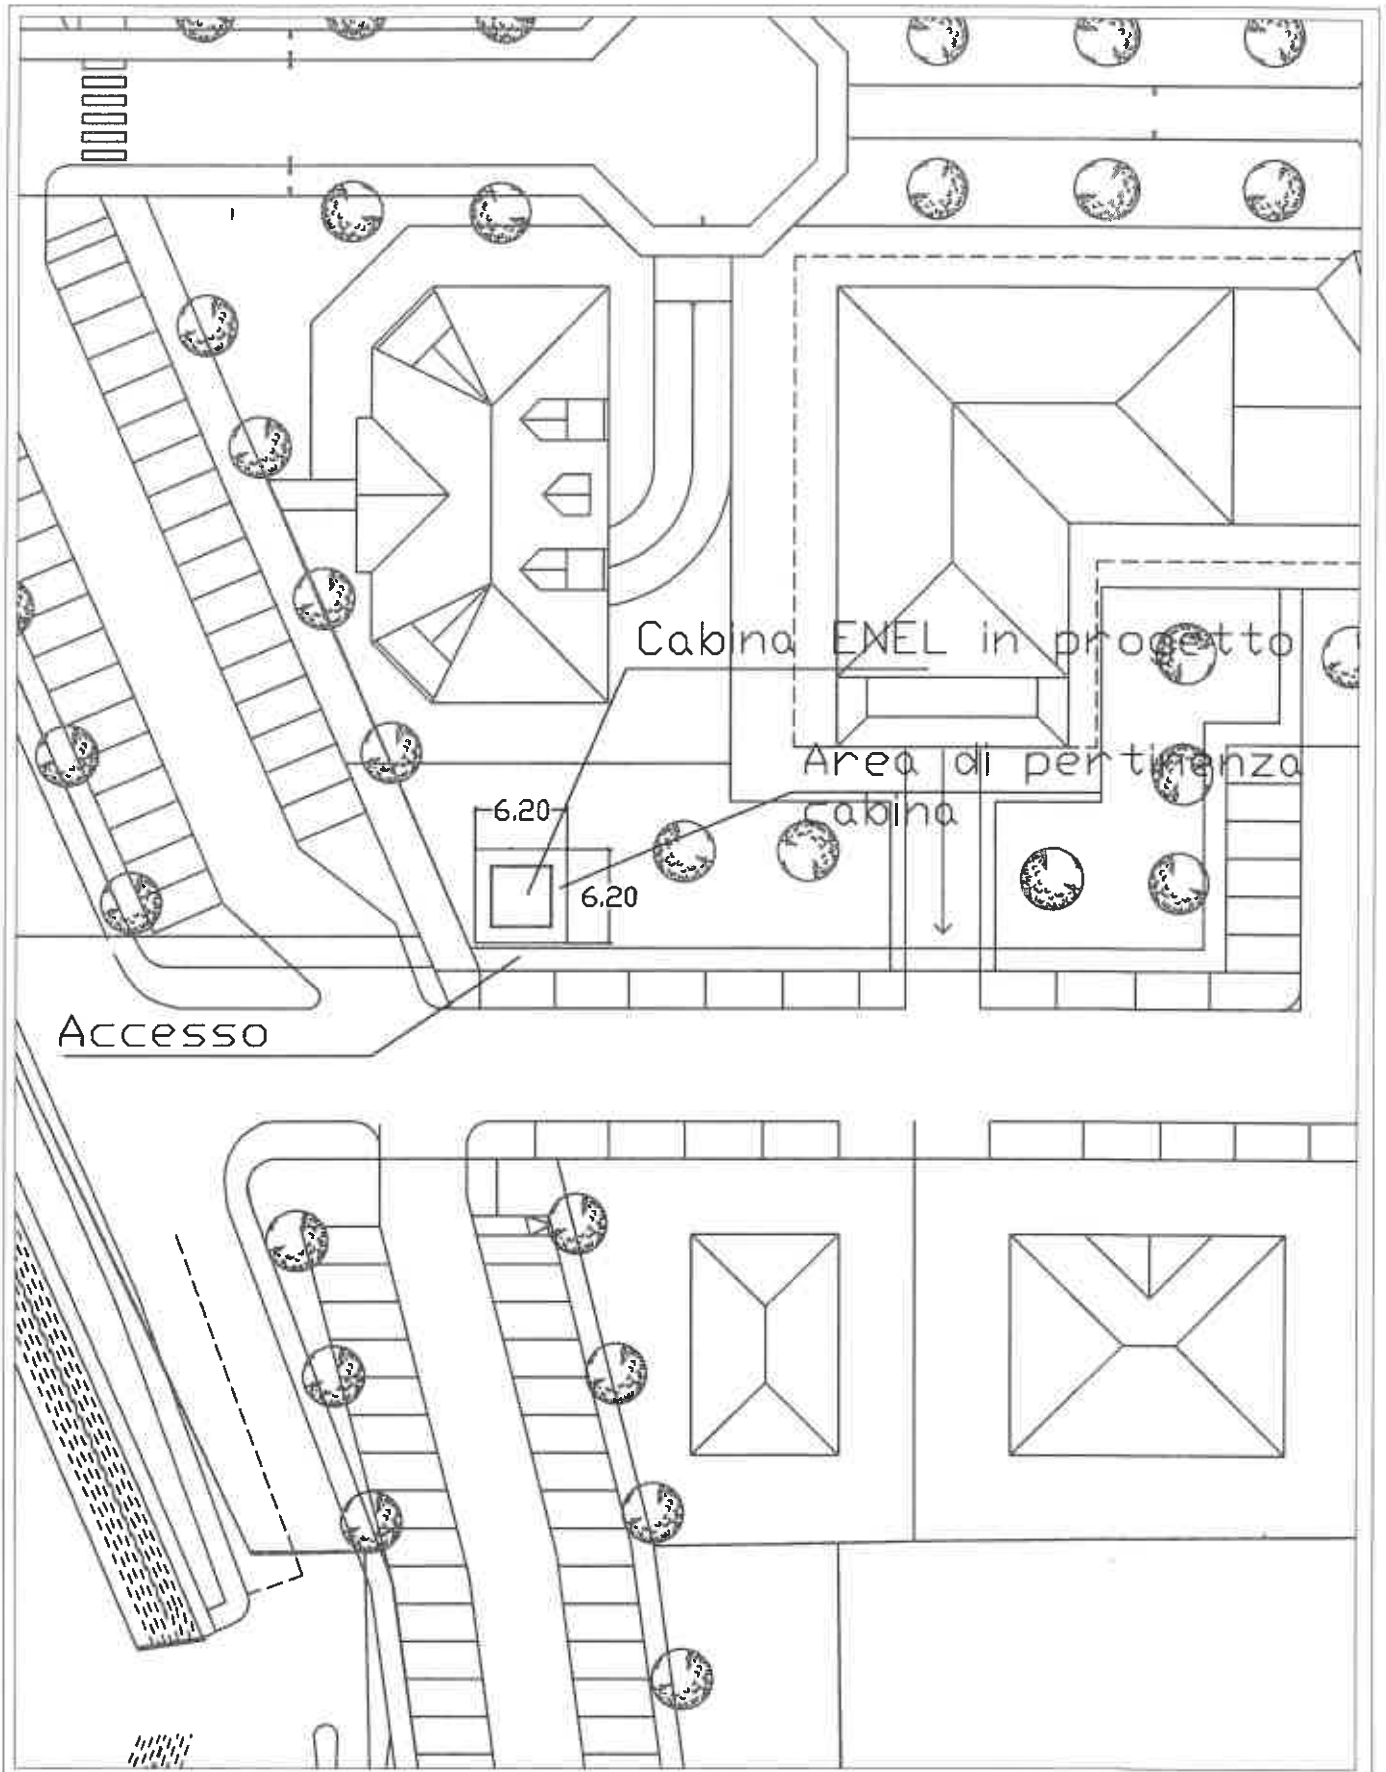 Cabina ENEL in progetto
Area di pertinenza
cabina
6.20
6.20
Accesso